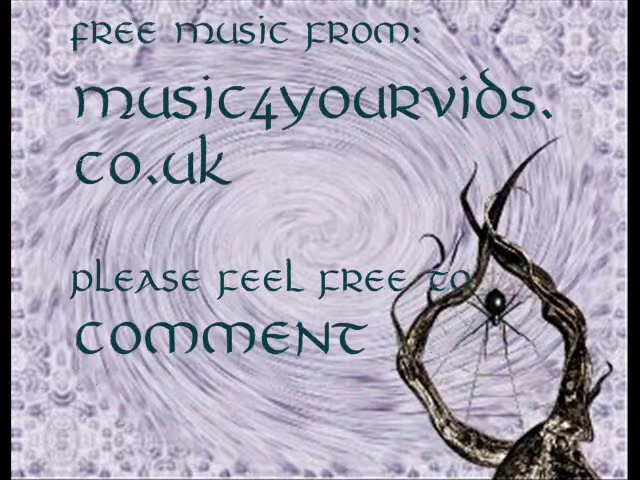 free music from:
music4yourvids.
co.uk
please feel free to
comment